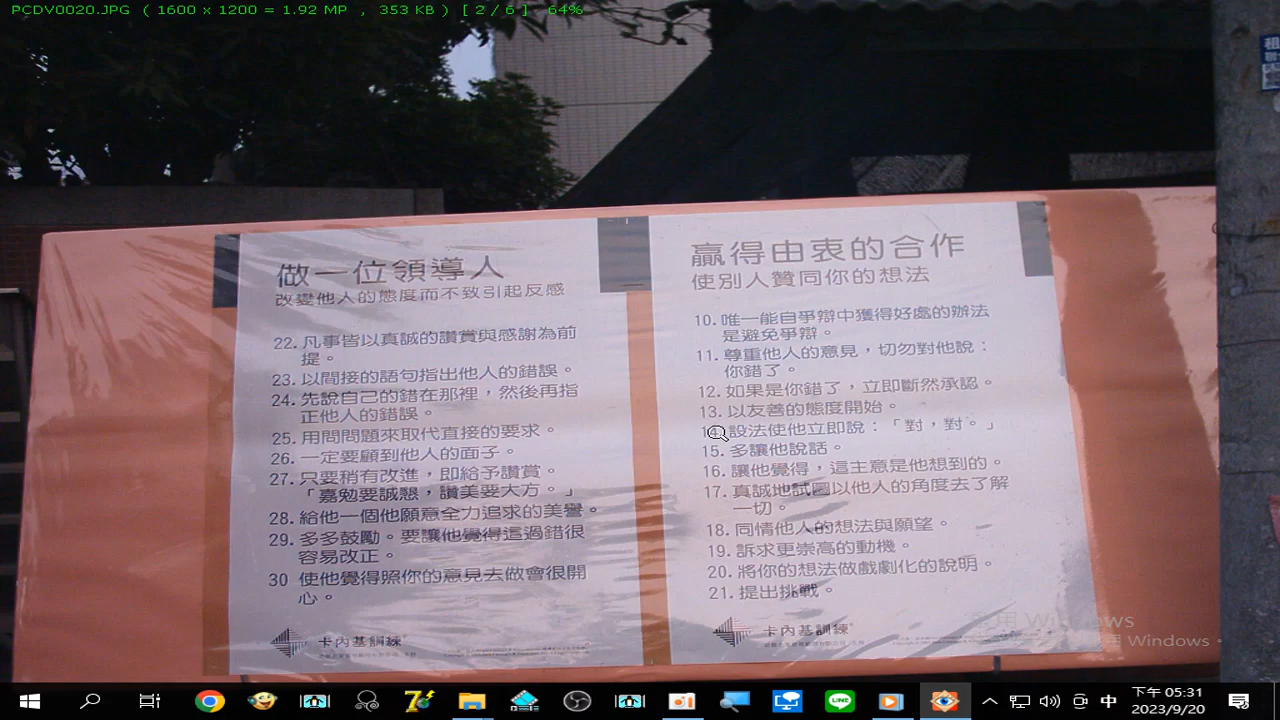 PCDV0020.JPG ( 1600 x 1200 = 1.92 MP , 353 KB ) [ 2 / 6 ] 64%
做一位領導人
改變他人的態度而不致引起反感
22. 凡事皆以真誠的讚賞與感謝為前
提。
23. 以間接的語句指出他人的錯誤。
24. 先說自己的錯在那裡，然後再指
正他人的錯誤。
25. 用問問題來取代直接的要求。
26. 一定要顧到他人的面子。
27. 只要稍有改進，即給予讚賞。
「嘉勉要誠懇，讚美要大方。」
28. 給他一個他願意全力追求的美譽。
29. 多多鼓勵。要讓他覺得這過錯很
容易改正。
30 使他覺得照你的意見去做會很開
心。
卡內基訓練
贏得由衷的合作
使別人贊同你的想法
10. 唯一能自爭辯中獲得好處的辦法
是避免爭辯。
11. 尊重他人的意見，切勿對他說：
你錯了。
12. 如果是你錯了，立即斷然承認。
13. 以友善的態度開始。
14. 設法使他立即說：「對，對。」
15. 多讓他說話。
16. 讓他覺得，這主意是他想到的。
17. 真誠地試圖以他人的角度去了解
一切。
18. 同情他人的想法與願望。
19. 訴求更崇高的動機。
20. 將你的想法做戲劇化的說明。
21. 提出挑戰。
卡內基訓練
用 Windows
Windows
中
下午 05:31
2023/9/20
LINE